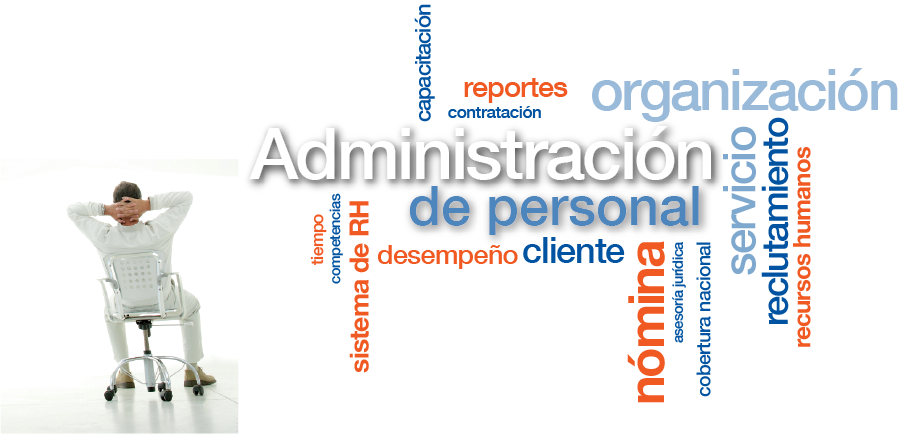 capacitación
reportes
organización
contratación
Administración
de personal
servicio
reclutamiento
recursos humanos
tiempo
competencias
sistema de RH
desempeño
cliente
nómina
asesoría jurídica
cobertura nacional